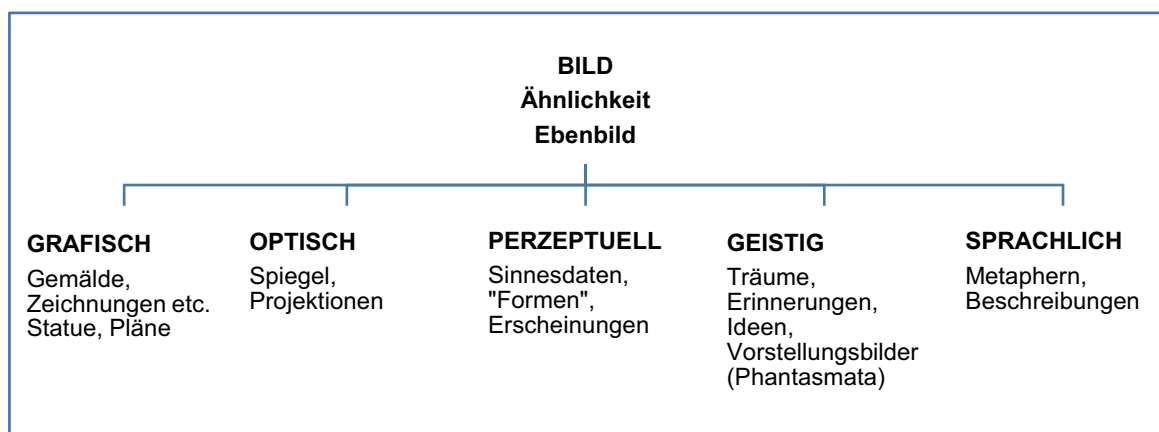 BILD
Ähnlichkeit
Ebenbild
GRAFISCH
Gemälde,
Zeichnungen etc.
Statue, Pläne
OPTISCH
Spiegel,
Projektionen
PERZEPTUELL
Sinnesdaten,
"Formen",
Erscheinungen
GEISTIG
Träume,
Erinnerungen,
Ideen,
Vorstellungsbilder
(Phantasmata)
SPRACHLICH
Metaphern,
Beschreibungen